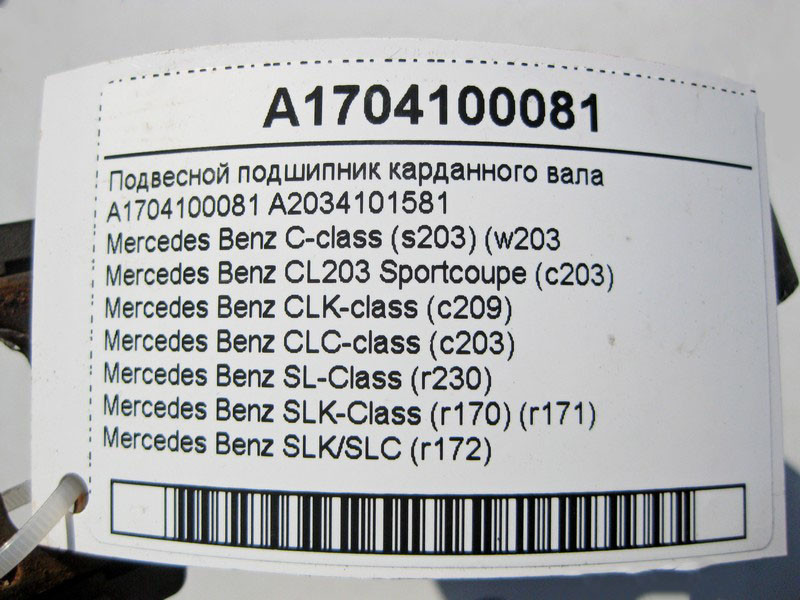 A1704100081
Подвесной подшипник карданного вала
A1704100081 A2034101581
Mercedes Benz C-class (s203) (w203
Mercedes Benz CL203 Sportcoupe (c203)
Mercedes Benz CLK-class (c209)
Mercedes Benz CLC-class (c203)
Mercedes Benz SL-Class (r230)
Mercedes Benz SLK-Class (r170) (r171)
Mercedes Benz SLK/SLC (r172)